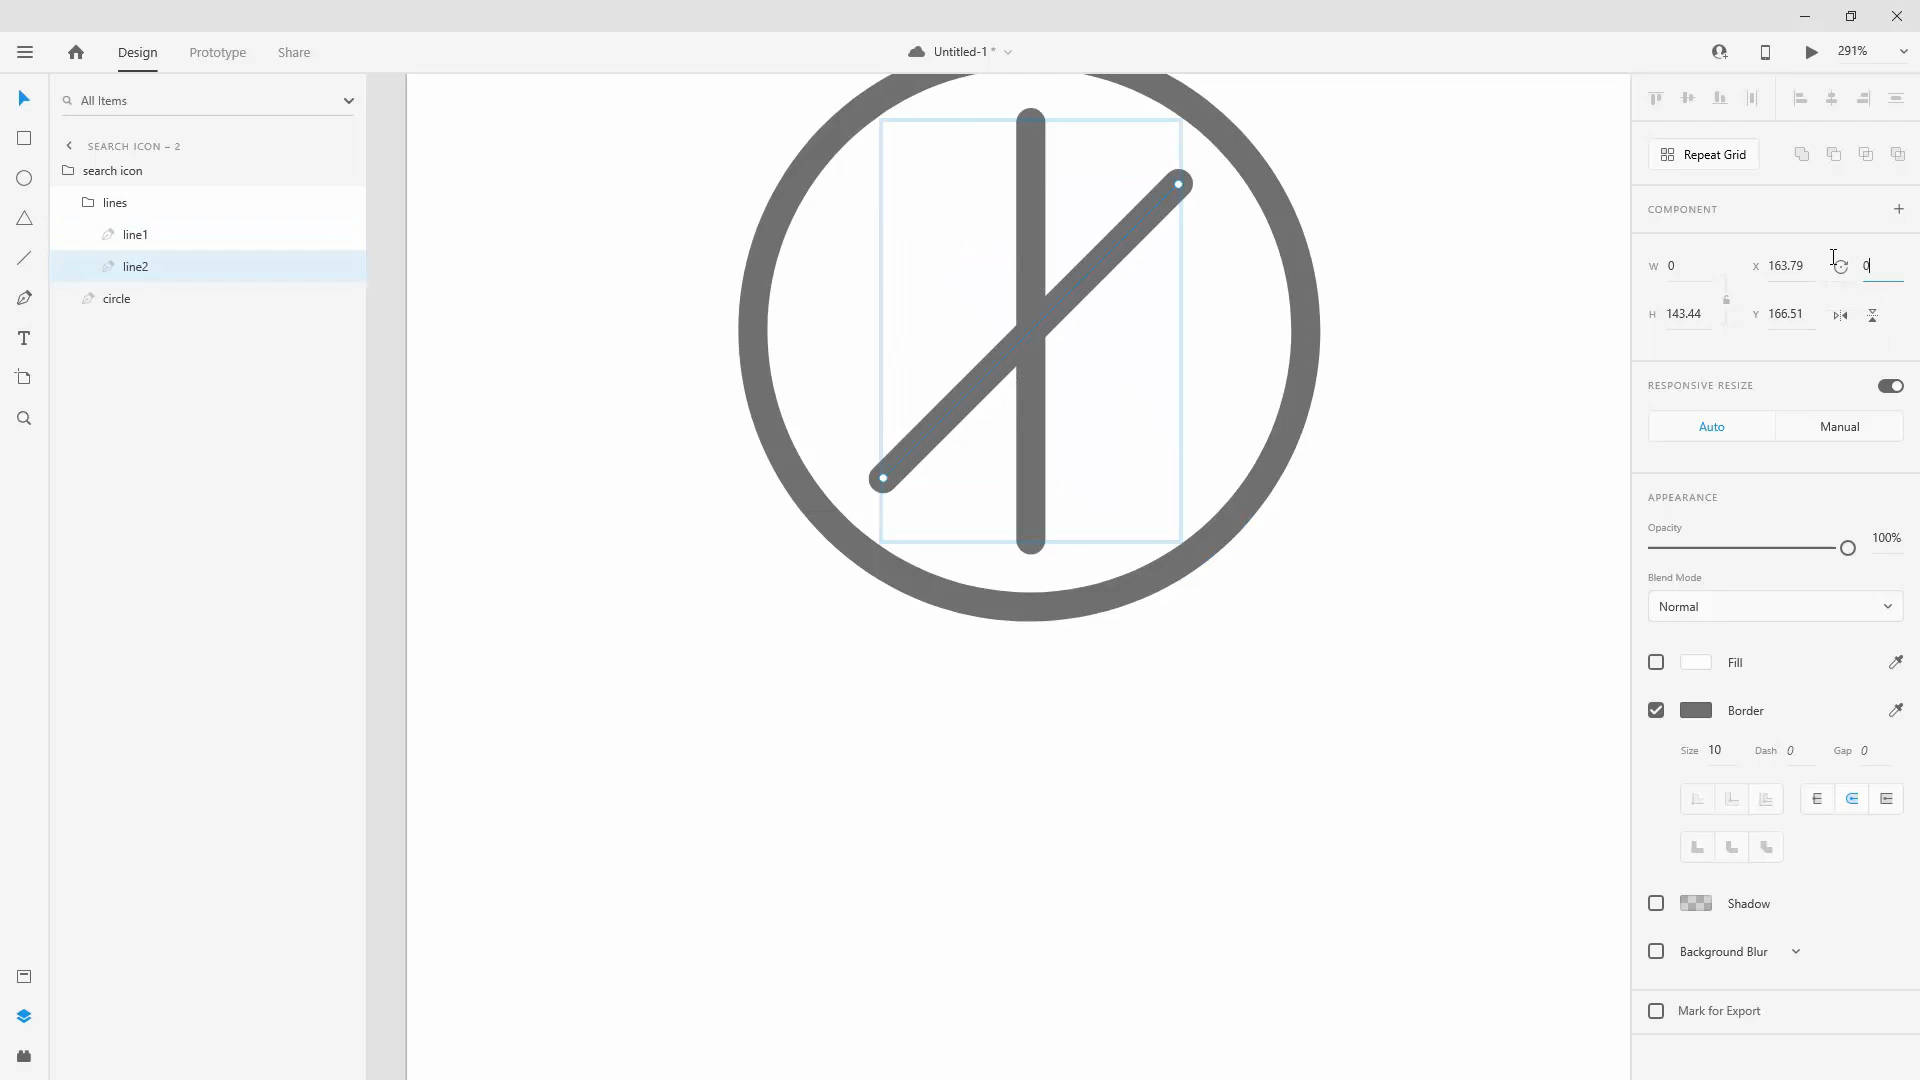 Design Prototype Share Untitled-1 * 291%
All Items
SEARCH ICON – 2
search icon
lines
line1
line2
circle
Repeat Grid
COMPONENT
W 0 X 163.79 0
H 143.44 Y 166.51
RESPONSIVE RESIZE
Auto Manual
APPEARANCE
Opacity
100%
Blend Mode
Normal
Fill
Border
Size 10 Dash 0 Gap 0
Shadow
Background Blur
Mark for Export